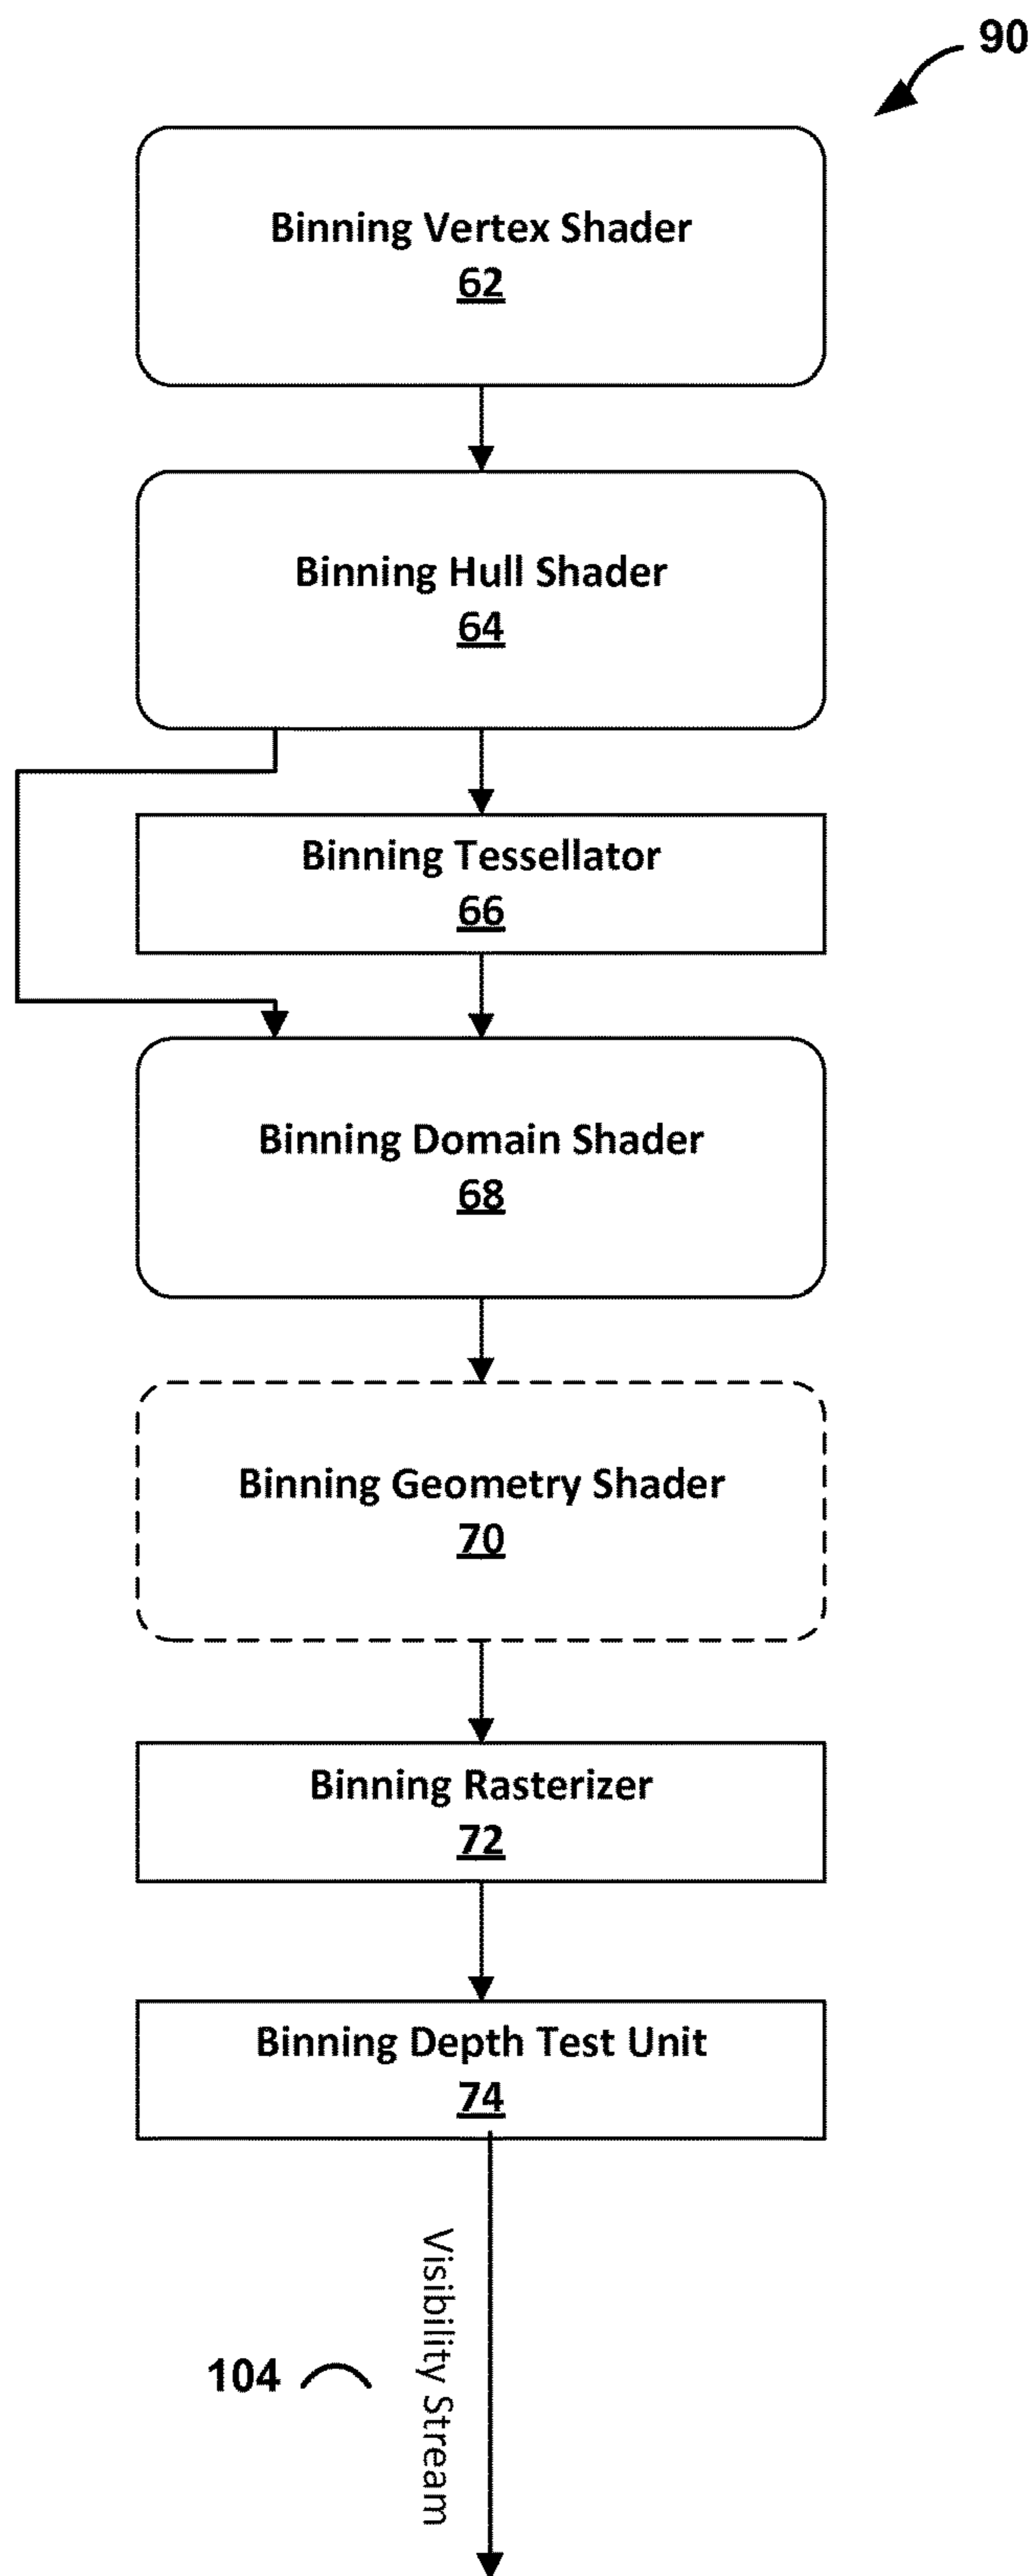 90
Binning Vertex Shader
62
Binning Hull Shader
64
Binning Tessellator
66
Binning Domain Shader
68
Binning Geometry Shader
70
Binning Rasterizer
72
Binning Depth Test Unit
74
Visibility Stream
104